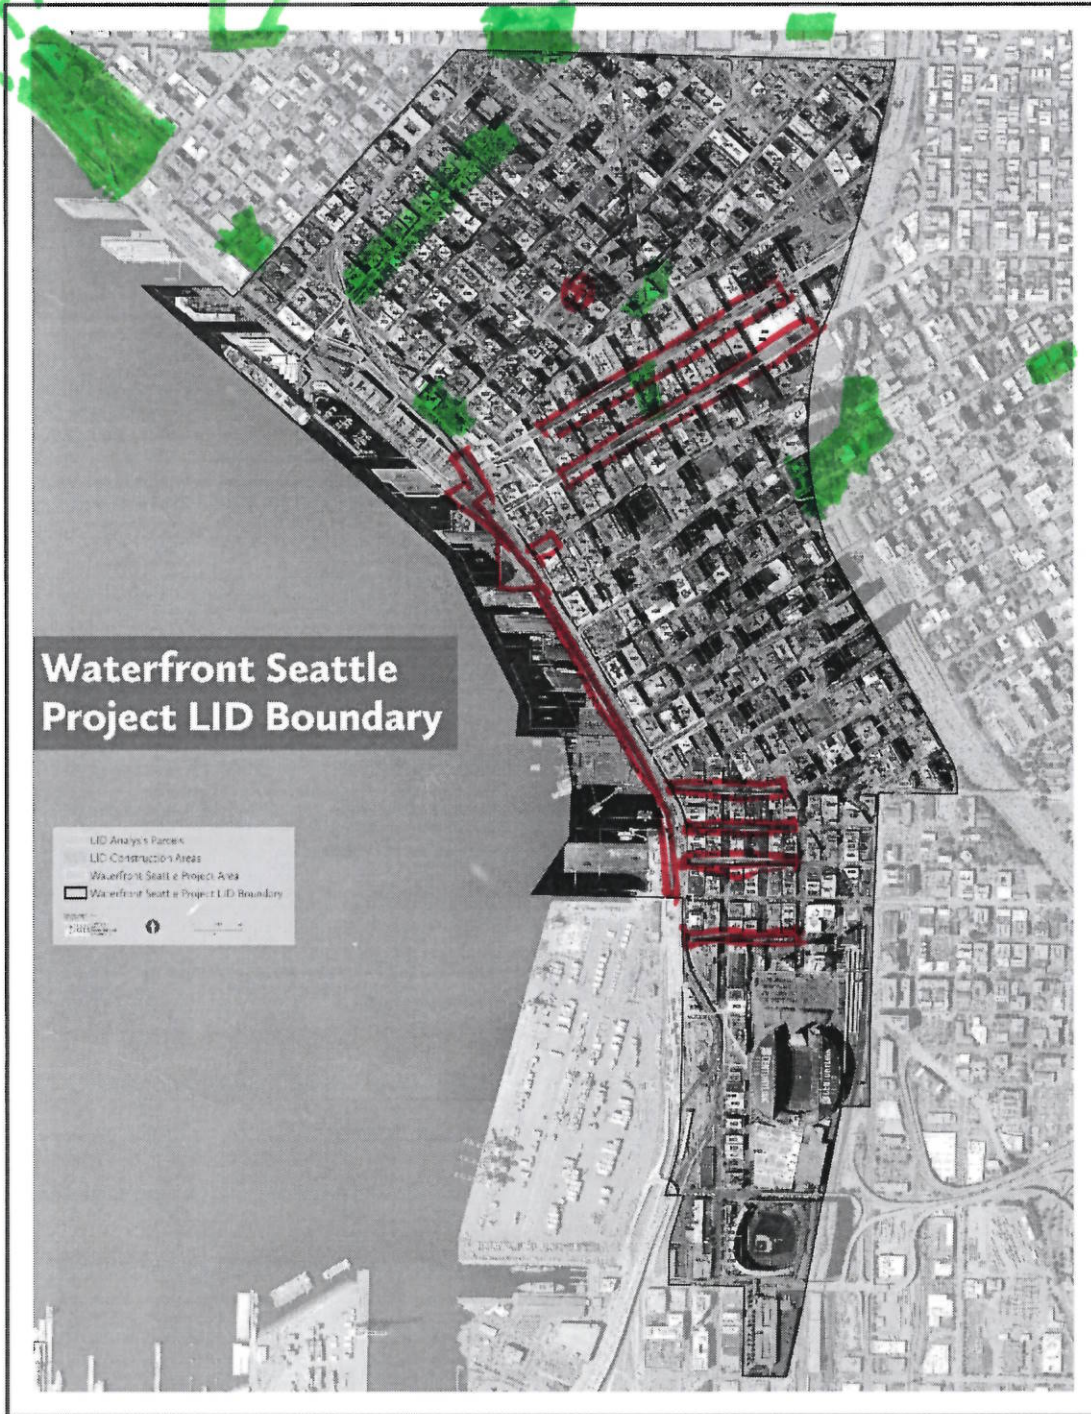 Waterfront Seattle
Project LID Boundary
LID Analysis Parcels
LID Construction Areas
Waterfront Seattle Project Area
Waterfront Seattle Project LID Boundary